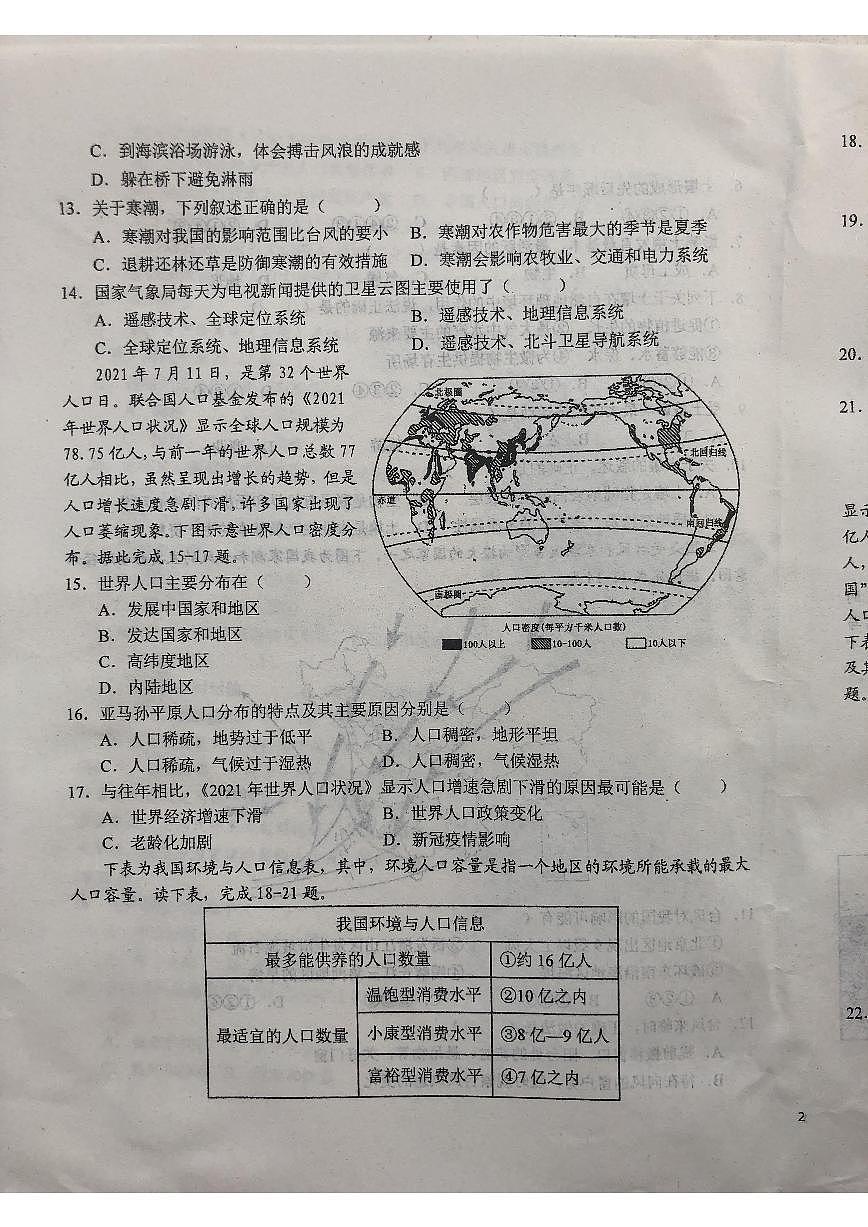 C．到海滨浴场游泳，体会搏击风浪的成就感
D．躲在桥下避免淋雨
13．关于寒潮，下列叙述正确的是（　　）
A．寒潮对我国的影响范围比台风的要小　B．寒潮对农作物危害最大的季节是夏季
C．退耕还林还草是防御寒潮的有效措施　D．寒潮会影响农牧业、交通和电力系统
14．国家气象局每天为电视新闻提供的卫星云图主要使用了（　　）
A．遥感技术、全球定位系统　B．遥感技术、地理信息系统
C．全球定位系统、地理信息系统　D．遥感技术、北斗卫星导航系统
2021年7月11日，是第32个世界
人口日。联合国人口基金发布的《2021
年世界人口状况》显示全球人口规模为
78.75亿人，与前一年的世界人口总数77
亿人相比，虽然呈现出增长的趋势，但是
人口增长速度急剧下滑，许多国家出现了
人口萎缩现象。下图示意世界人口密度分
布。据此完成15-17题。
北极圈
北回归线
赤道
南回归线
南极圈
人口密度(每平方千米人口数)
100人以上　10-100人　10人以下
15．世界人口主要分布在（　　）
A．发展中国家和地区
B．发达国家和地区
C．高纬度地区
D．内陆地区
16．亚马孙平原人口分布的特点及其主要原因分别是（　　）
A．人口稀疏，地势过于低平　B．人口稠密，地形平坦
C．人口稀疏，气候过于湿热　D．人口稠密，气候湿热
17．与往年相比，《2021年世界人口状况》显示人口增速急剧下滑的原因最可能是（　　）
A．世界经济增速下滑　B．世界人口政策变化
C．老龄化加剧　D．新冠疫情影响
下表为我国环境与人口信息表，其中，环境人口容量是指一个地区的环境所能承载的最大
人口容量。读下表，完成18-21题。
我国环境与人口信息
最多能供养的人口数量　①约16亿人
温饱型消费水平　②10亿之内
最适宜的人口数量　小康型消费水平　③8亿—9亿人
富裕型消费水平　④7亿之内
2
18.
19.
20.
21.
显示
亿人
人，
国”
人口
下表
及其
题。
22.